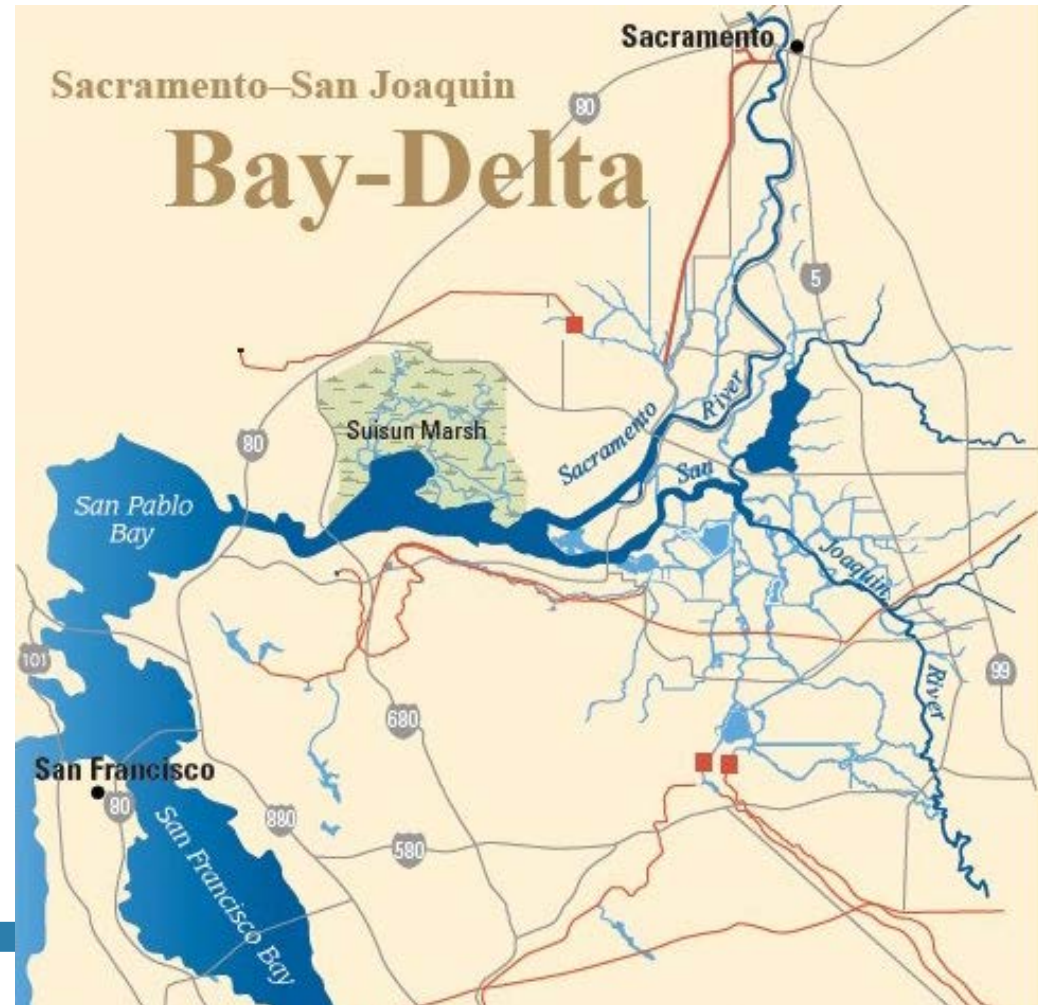 Sacramento
Sacramento–San Joaquin
80
Bay-Delta
5
Sacramento River
Suisun Marsh
80
San Joaquin River
San Pablo
Bay
101
99
680
San Francisco
80
880
580
San Francisco Bay